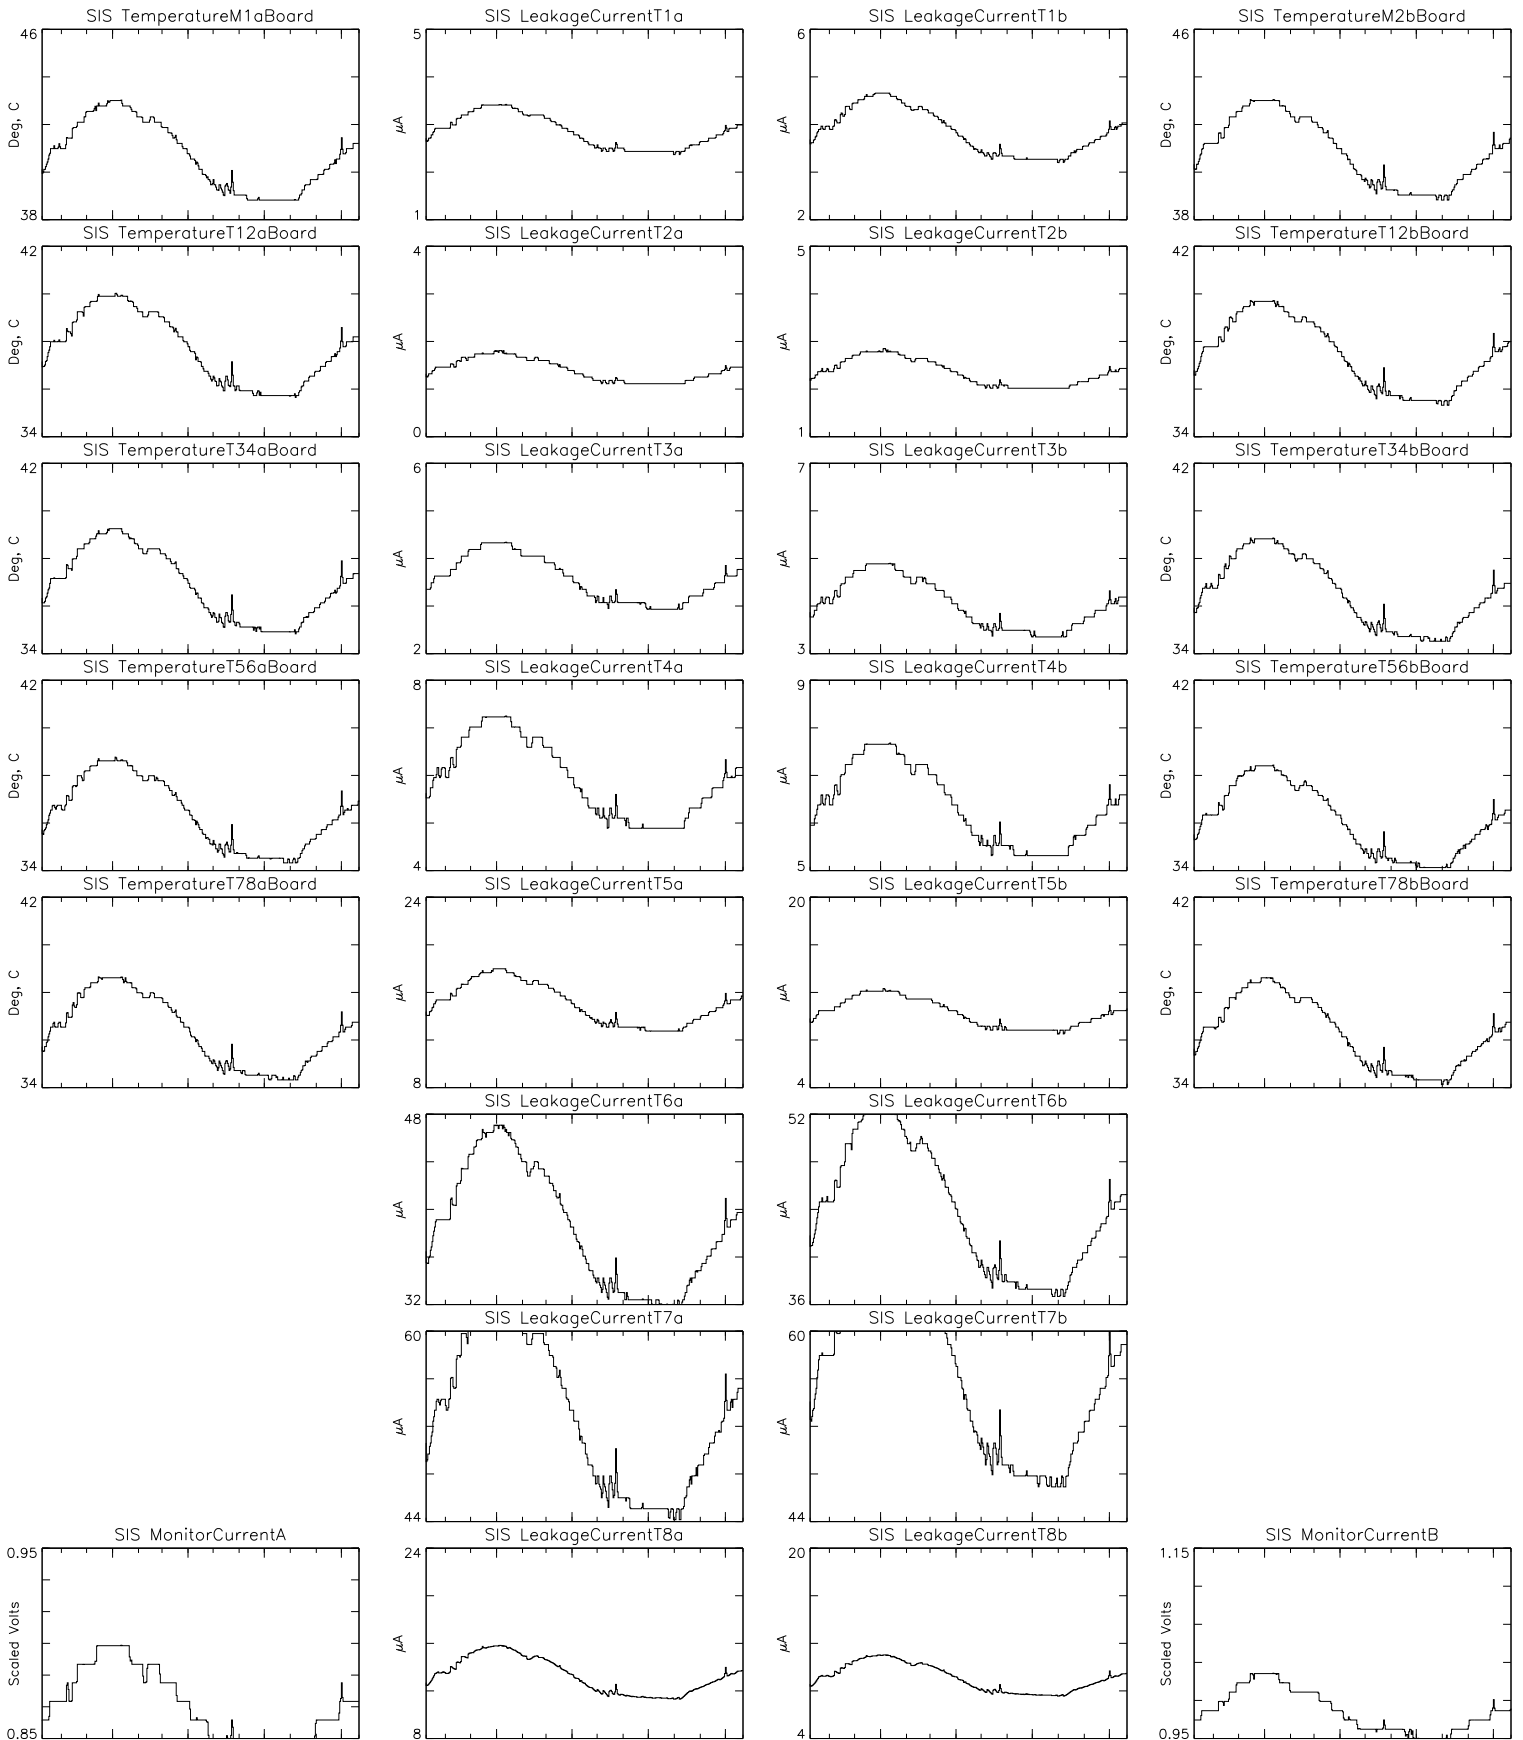 SIS TemperatureM1aBoard SIS LeakageCurrentT1a SIS LeakageCurrentT1b SIS TemperatureM2bBoard
46 5 6 46
Deg, C μA μA Deg, C
38 1 2 38
SIS TemperatureT12aBoard SIS LeakageCurrentT2a SIS LeakageCurrentT2b SIS TemperatureT12bBoard
42 4 5 42
Deg, C μA μA Deg, C
34 0 1 34
SIS TemperatureT34aBoard SIS LeakageCurrentT3a SIS LeakageCurrentT3b SIS TemperatureT34bBoard
42 6 7 42
Deg, C μA μA Deg, C
34 2 3 34
SIS TemperatureT56aBoard SIS LeakageCurrentT4a SIS LeakageCurrentT4b SIS TemperatureT56bBoard
42 8 9 42
Deg, C μA μA Deg, C
34 4 5 34
SIS TemperatureT78aBoard SIS LeakageCurrentT5a SIS LeakageCurrentT5b SIS TemperatureT78bBoard
42 24 20 42
Deg, C μA μA Deg, C
34 8 4 34
SIS LeakageCurrentT6a SIS LeakageCurrentT6b
48 52
μA μA
32 36
SIS LeakageCurrentT7a SIS LeakageCurrentT7b
60 60
μA μA
44 44
SIS MonitorCurrentA SIS LeakageCurrentT8a SIS LeakageCurrentT8b SIS MonitorCurrentB
0.95 24 20 1.15
Scaled Volts μA μA Scaled Volts
0.85 8 4 0.95